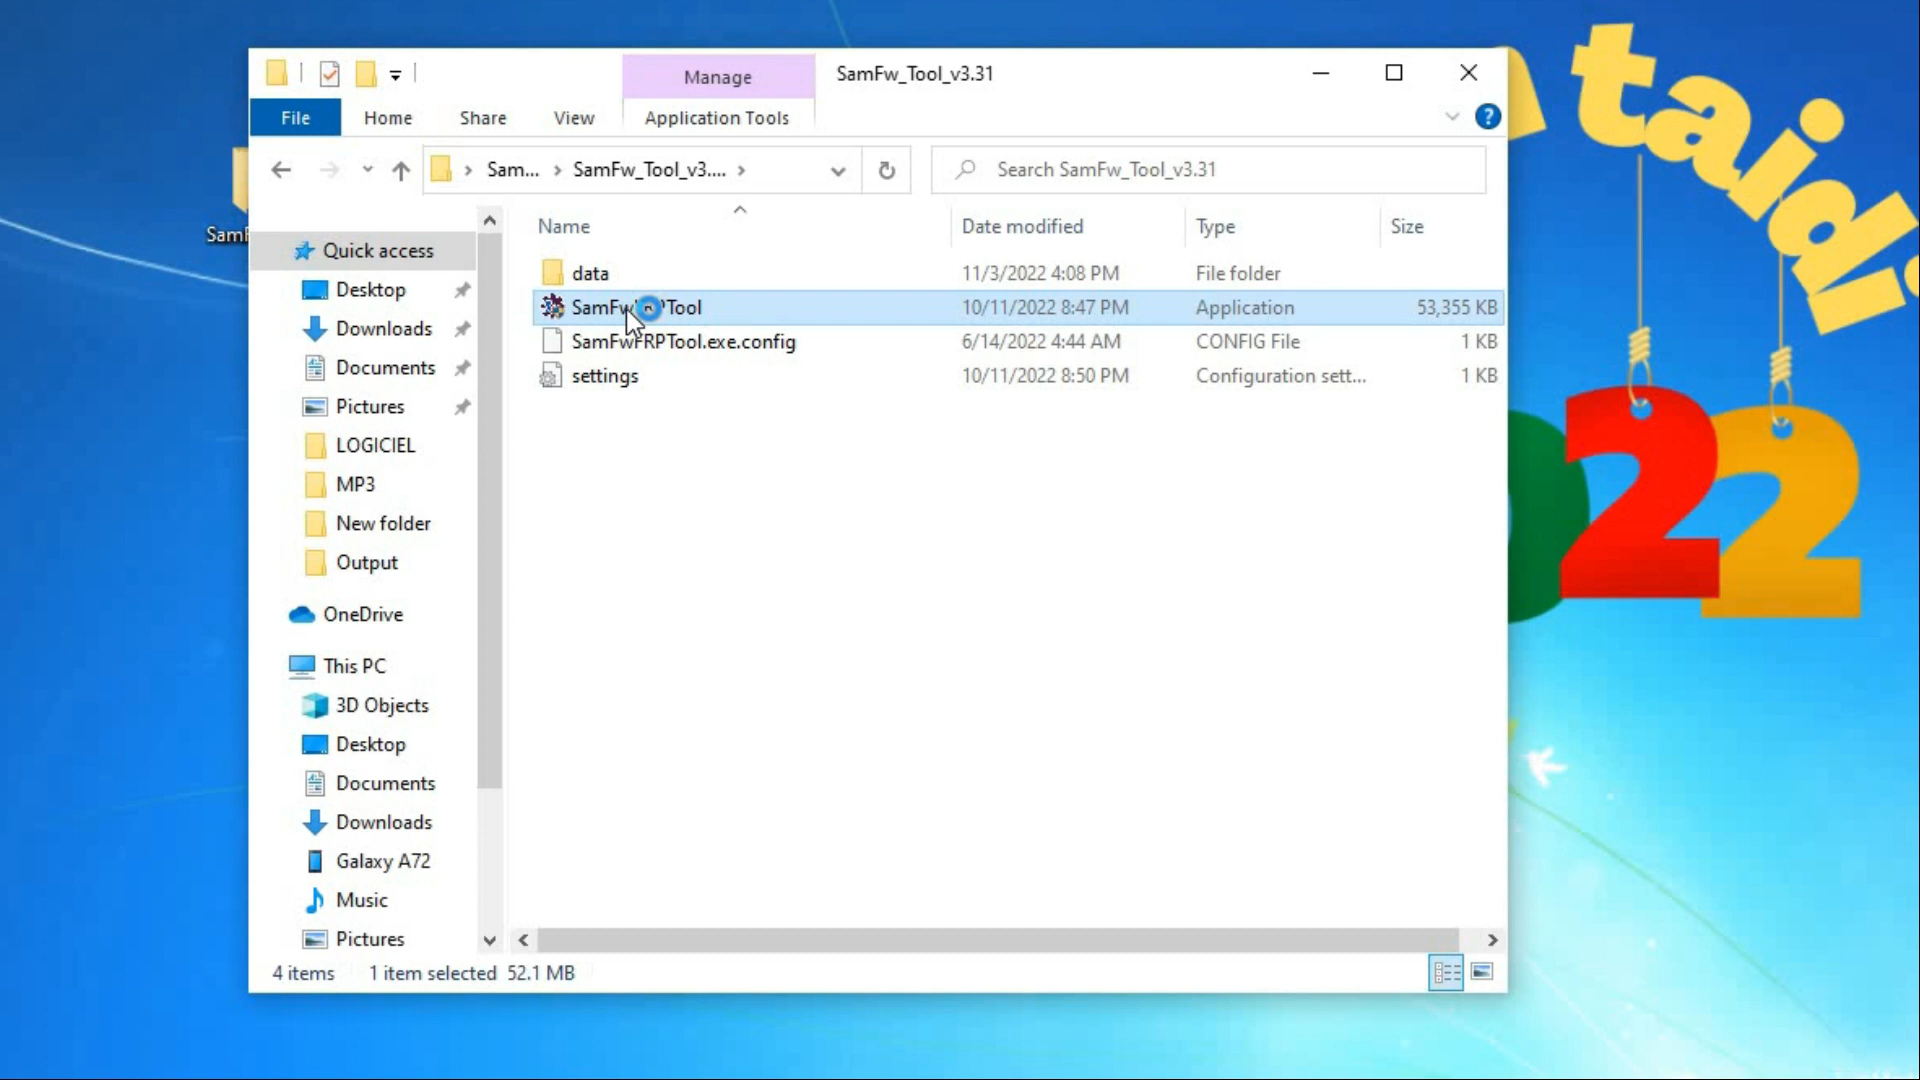 Manage
SamFw_Tool_v3.31
File
Home
Share
View
Application Tools
Sam...
SamFw_Tool_v3....
Search SamFw_Tool_v3.31
Name
Date modified
Type
Size
data
11/3/2022 4:08 PM
File folder
10/11/2022 8:47 PM
Application
53,355 KB
SamFwFRPTool.exe.config
6/14/2022 4:44 AM
CONFIG File
1 KB
settings
10/11/2022 8:50 PM
Configuration sett...
1 KB
Quick access
Desktop
Downloads
Documents
Pictures
LOGICIEL
MP3
New folder
Output
OneDrive
This PC
3D Objects
Desktop
Documents
Downloads
Galaxy A72
Music
Pictures
4 items
1 item selected 52.1 MB
22